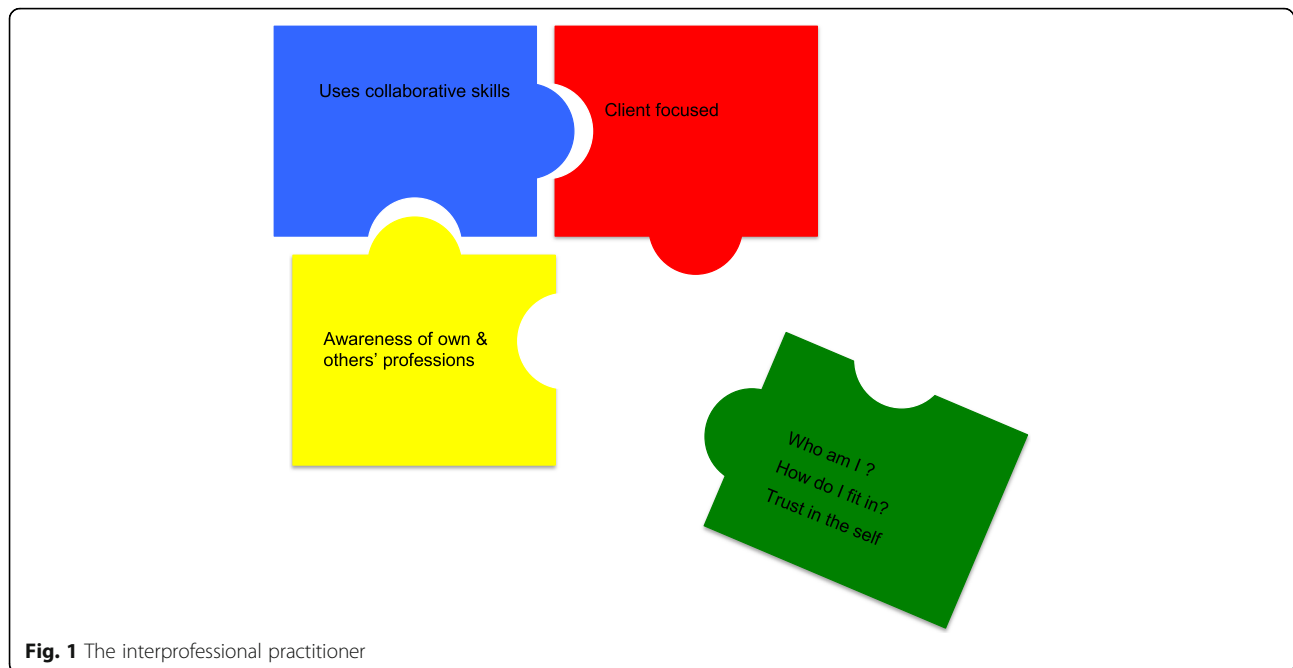 Uses collaborative skills
Client focused
Awareness of own &
others’ professions
Who am I ?
How do I fit in?
Trust in the self
Fig. 1 The interprofessional practitioner